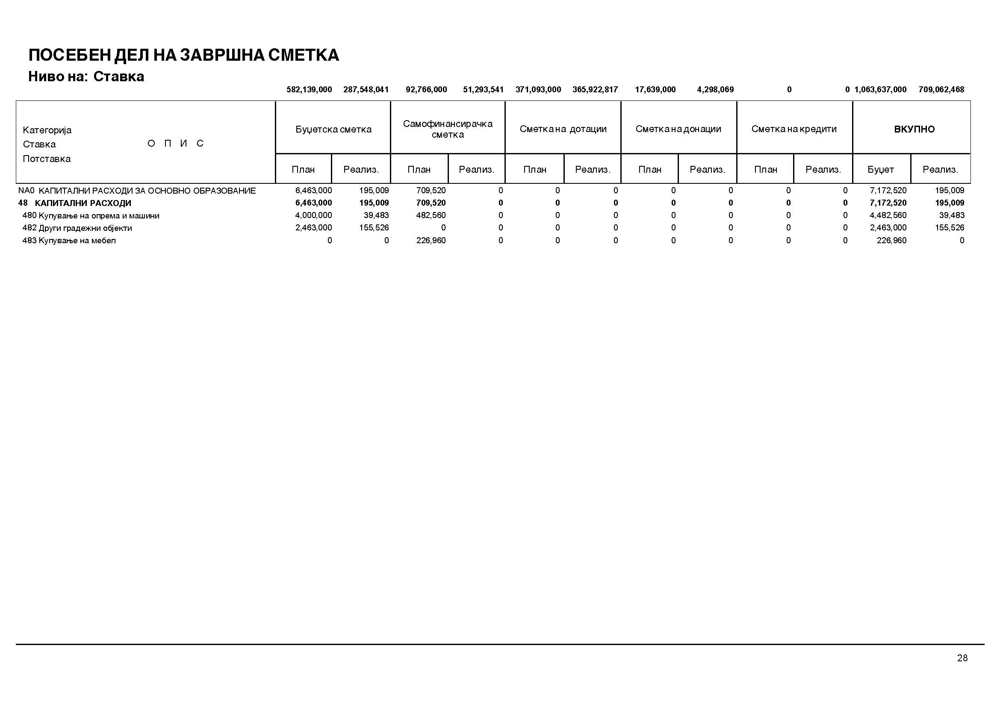 ПОСЕБЕН ДЕЛ НА ЗАВРШНА СМЕТКА
Ниво на: Ставка
582,139,000 287,548,041 92,766,000 51,293,541 371,093,000 365,922,817 17,639,000 4,298,069 0 0 1,063,637,000 709,062,468
Категорија
Ставка
Потставка
О П И С
Буџетска сметка
Самофинансирачка
сметка
Сметка на дотации
Сметка на донации
Сметка на кредити
ВКУПНО
План Реализ. План Реализ. План Реализ. План Реализ. План Реализ. Буџет Реализ.
NA0 КАПИТАЛНИ РАСХОДИ ЗА ОСНОВНО ОБРАЗОВАНИЕ 6,463,000 195,009 709,520 0 0 0 0 0 0 0 7,172,520 195,009
48 КАПИТАЛНИ РАСХОДИ 6,463,000 195,009 709,520 0 0 0 0 0 0 0 7,172,520 195,009
480 Купување на опрема и машини 4,000,000 39,483 482,560 0 0 0 0 0 0 0 4,482,560 39,483
482 Други градежни објекти 2,463,000 155,526 0 0 0 0 0 0 0 0 2,463,000 155,526
483 Купување на мебел 0 0 226,960 0 0 0 0 0 0 0 226,960 0
28